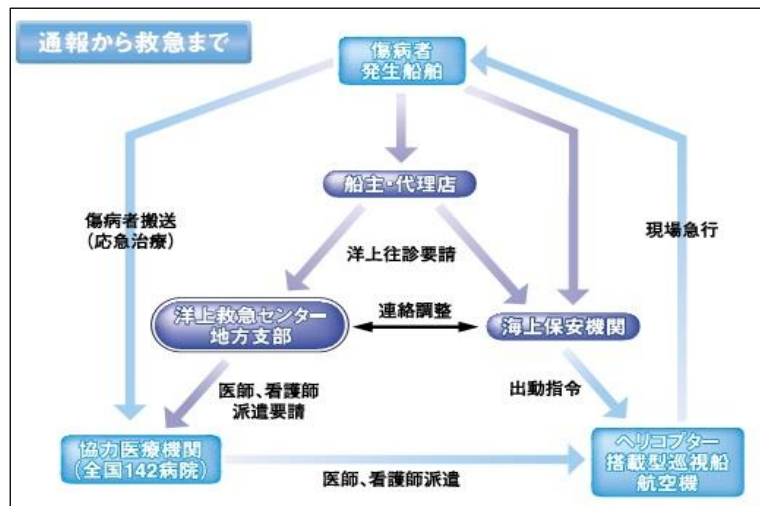 通報から救急まで
傷病者
発生船舶
船主・代理店
傷病者搬送
(応急治療)
洋上往診要請
現場急行
洋上救急センター
地方支部
連絡調整
海上保安機関
医師、看護師
派遣要請
出動指令
協力医療機関
(全国142病院)
医師、看護師派遣
ヘリコプター
搭載型巡視船
航空機